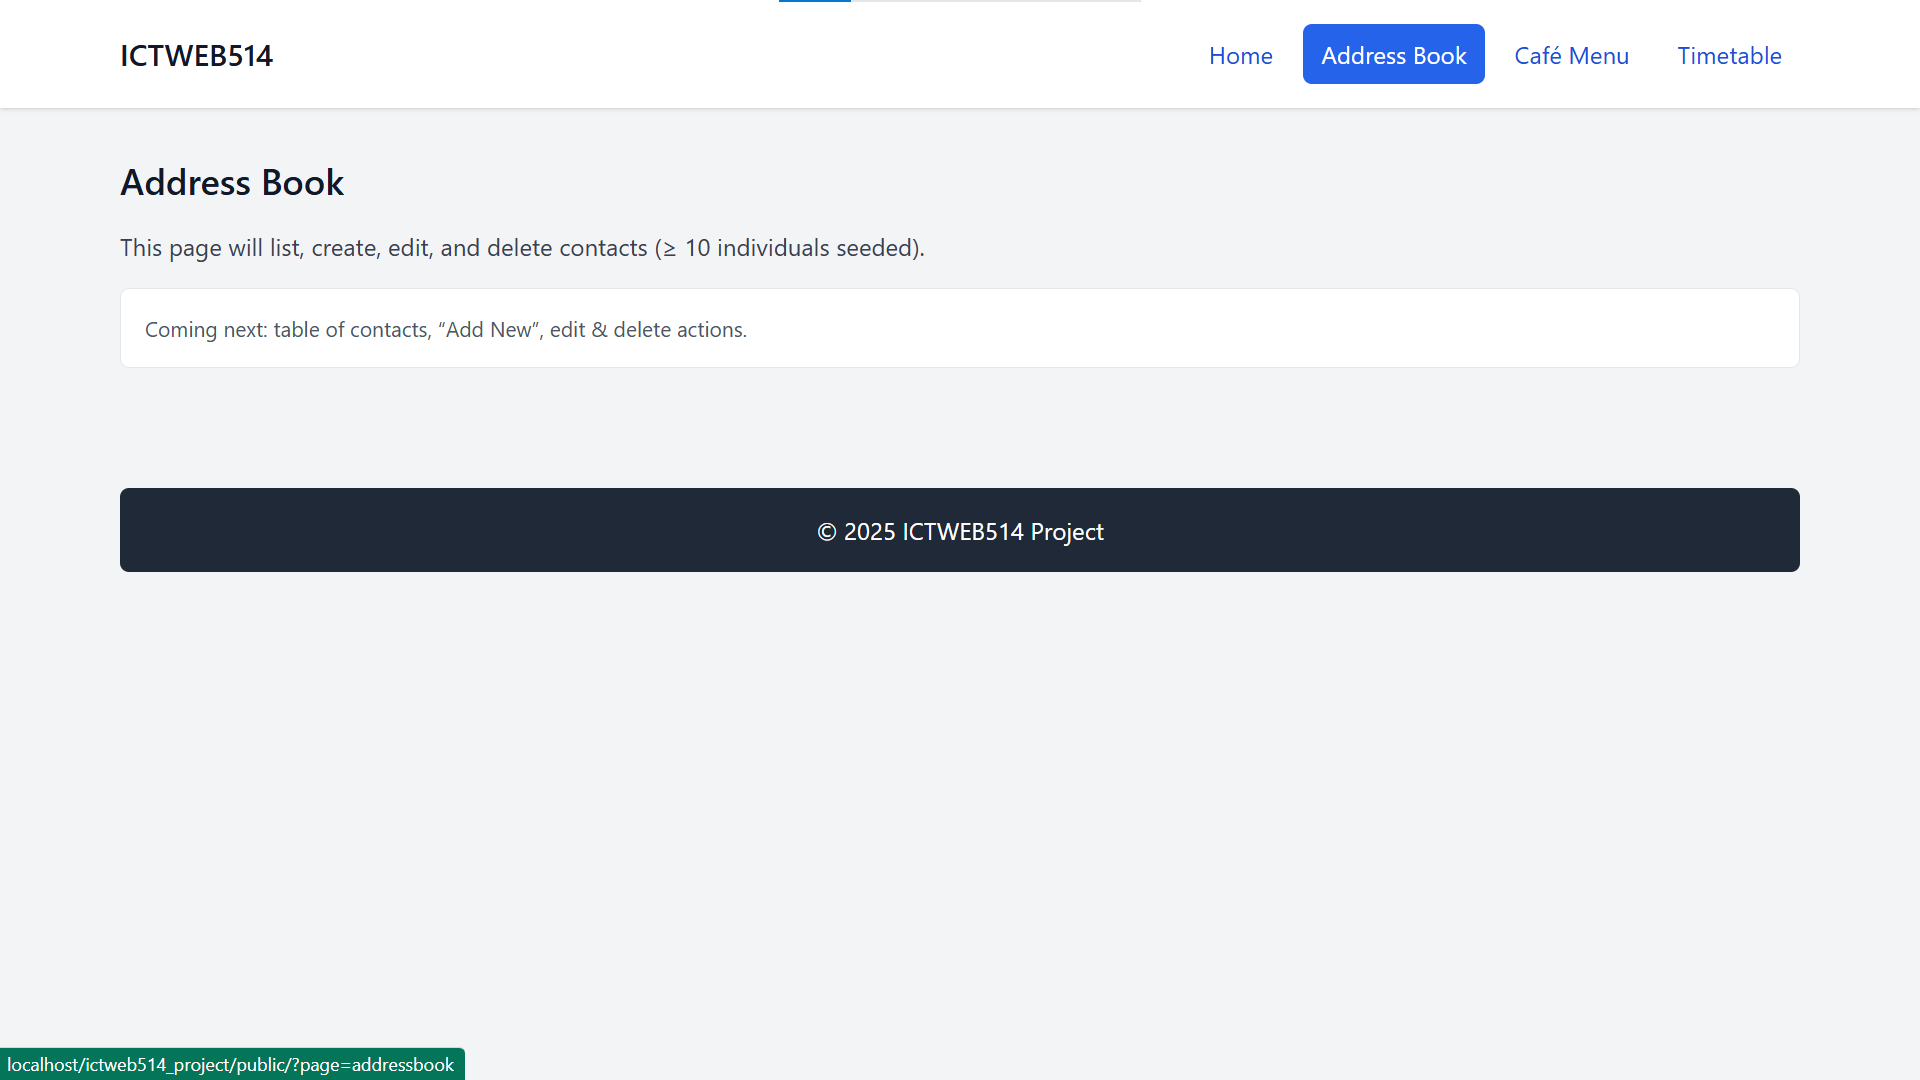 ICTWEB514
Home
Address Book
Café Menu
Timetable
Address Book
This page will list, create, edit, and delete contacts (≥ 10 individuals seeded).
Coming next: table of contacts, “Add New”, edit & delete actions.
© 2025 ICTWEB514 Project
localhost/ictweb514_project/public/?page=addressbook